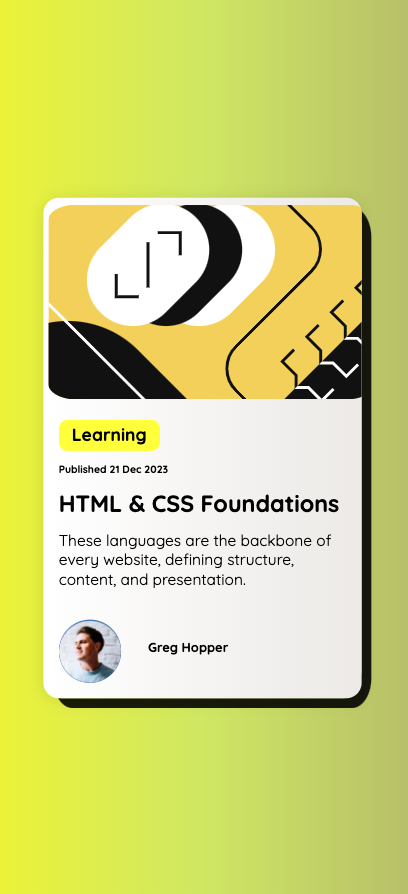 Learning
Published 21 Dec 2023
HTML & CSS Foundations
These languages are the backbone of
every website, defining structure,
content, and presentation.
Greg Hopper